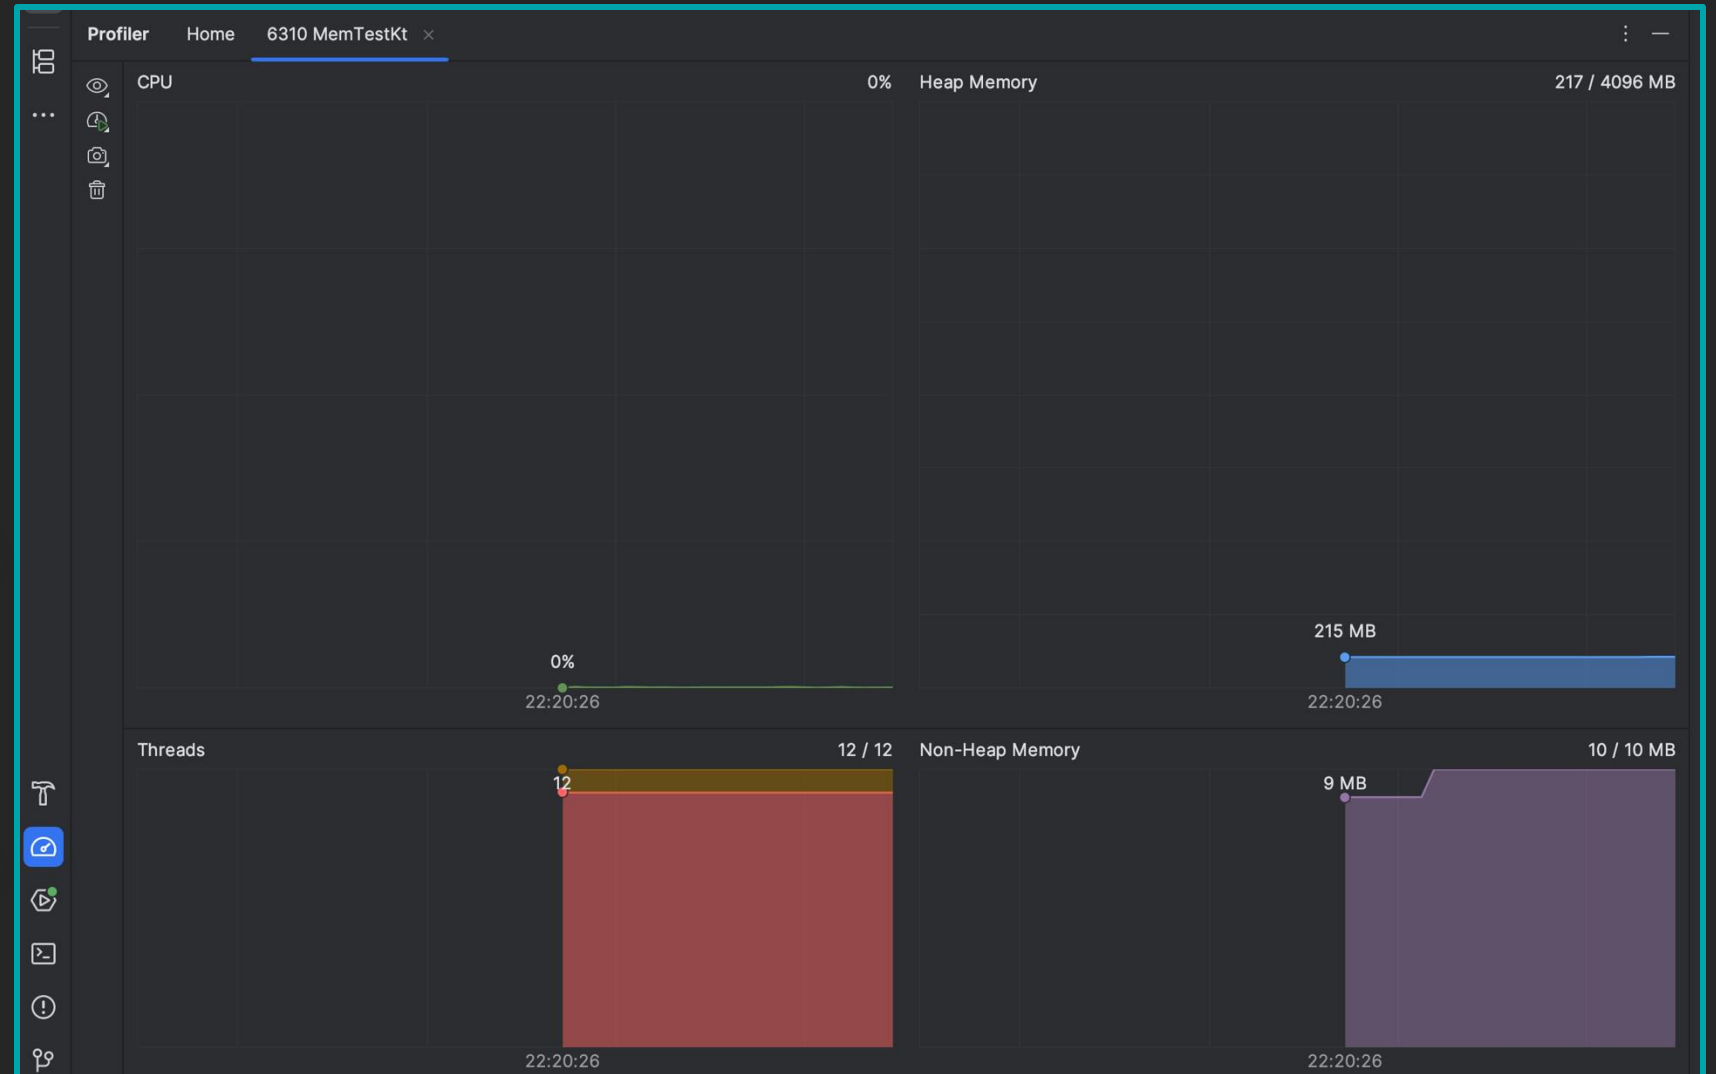 Profiler Home 6310 MemTestKt
CPU 0%
Heap Memory 217 / 4096 MB
0%
22:20:26
215 MB
22:20:26
Threads 12 / 12
Non-Heap Memory 10 / 10 MB
12
22:20:26
9 MB
22:20:26